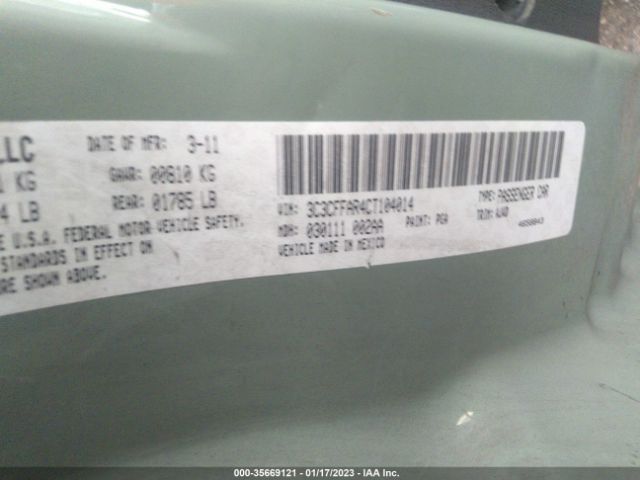 LLC DATE OF MFR: 3-11
KG GAWR: 00810 KG
4 LB REAR: 01785 LB
E U.S.A. FEDERAL MOTOR VEHICLE SAFETY,
STANDARDS IN EFFECT ON
RE SHOWN ABOVE.
VIN: 3C3CFFAR4CT104014 TYPE: PASSENGER CAR
MDH: 030111 002AA PAINT: PEA TRIM: AUAD
VEHICLE MADE IN MEXICO
000-35669121 - 01/17/2023 - IAA Inc.